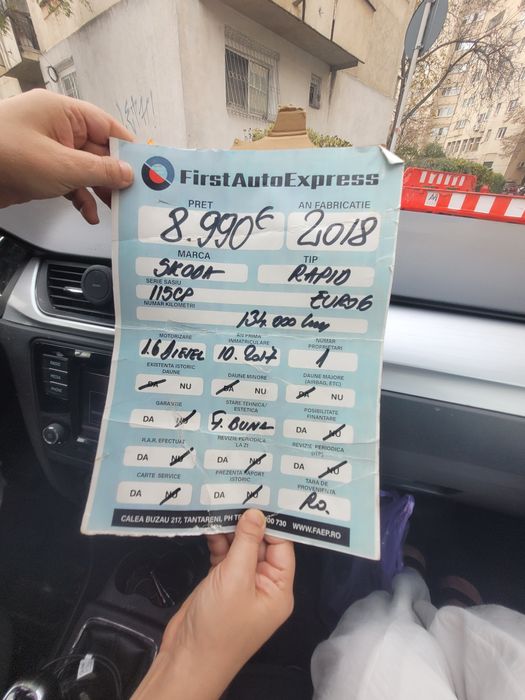 FirstAutoExpress
PRET AN FABRICATIE
8.990€ 2018
MARCA TIP
SKODA RAPID
SERIE SASIU
115CP EURO6
NUMAR KILOMETRI
134.000 km
MOTORIZARE AN PRIMA INMATRICULARE NUMAR PROPRIETARI
1.6 DIESEL 10.2017 1
EXISTENTA ISTORIC DAUNE DAUNE MINORE DAUNE MAJORE (AIRBAG, ETC)
DA NU DA NU DA NU
GARANTIE STARE TEHNICA/ ESTETICA POSIBILITATE FINANTARE
DA NU F. BUNA DA NU
R.A.R. EFECTUAT REVIZIE PERIODICA LA ZI REVIZIE PERIODICA (ITP)
DA NU DA NU DA NU
CARTE SERVICE PREZENTA RAPORT ISTORIC TARA DE PROVENIENTA
DA NU DA NU RO.
CALEA BUZAU 217, TANTARENI, PH 00 730 WWW.FAEP.RO